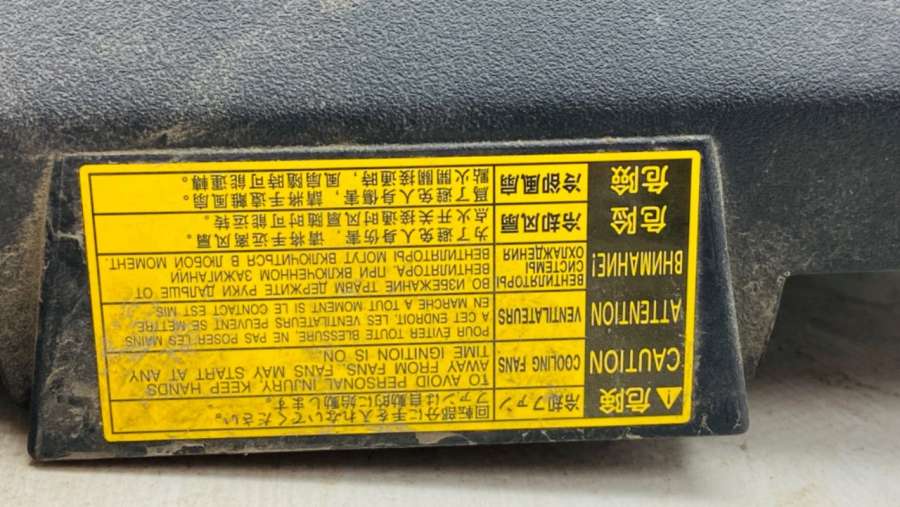 危険
冷却ファン
回転部分に手を入れないでください。
ファンは自動的に始動します。
CAUTION
COOLING FANS
TO AVOID PERSONAL INJURY, KEEP HANDS
AWAY FROM FANS. FANS MAY START AT ANY
TIME IGNITION IS ON.
ATTENTION
VENTILATEURS
POUR EVITER TOUTE BLESSURE, NE PAS POSER LES MAINS
A CET ENDROIT. LES VENTILATEURS PEUVENT SE METTRE
EN MARCHE A TOUT MOMENT SI LE CONTACT EST MIS.
ВНИМАНИЕ!
ВЕНТИЛЯТОРЫ
СИСТЕМЫ
ОХЛАЖДЕНИЯ
ВО ИЗБЕЖАНИЕ ТРАВМ ДЕРЖИТЕ РУКИ ДАЛЬШЕ ОТ
ВЕНТИЛЯТОРА. ПРИ ВКЛЮЧЕННОМ ЗАЖИГАНИИ
ВЕНТИЛЯТОРЫ МОГУТ ВКЛЮЧИТЬСЯ В ЛЮБОЙ МОМЕНТ.
危险
冷却风扇
为了避免人身伤害，请将手远离风扇。
点火开关接通时风扇随时可能运转。
危險
冷卻風扇
爲了避免人身傷害，請將手遠離風扇。
點火開關接通時，風扇隨時可能運轉。